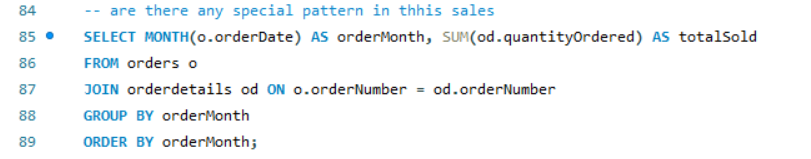 84 -- are there any special pattern in thhis sales
85 SELECT MONTH(o.orderDate) AS orderMonth, SUM(od.quantityOrdered) AS totalSold
86 FROM orders o
87 JOIN orderdetails od ON o.orderNumber = od.orderNumber
88 GROUP BY orderMonth
89 ORDER BY orderMonth;